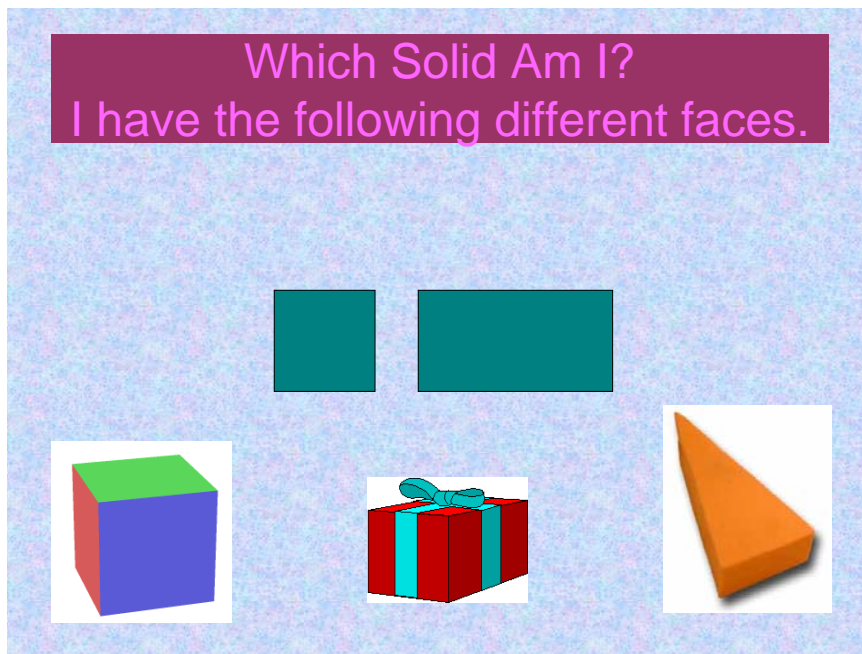 Which Solid Am I?
I have the following different faces.